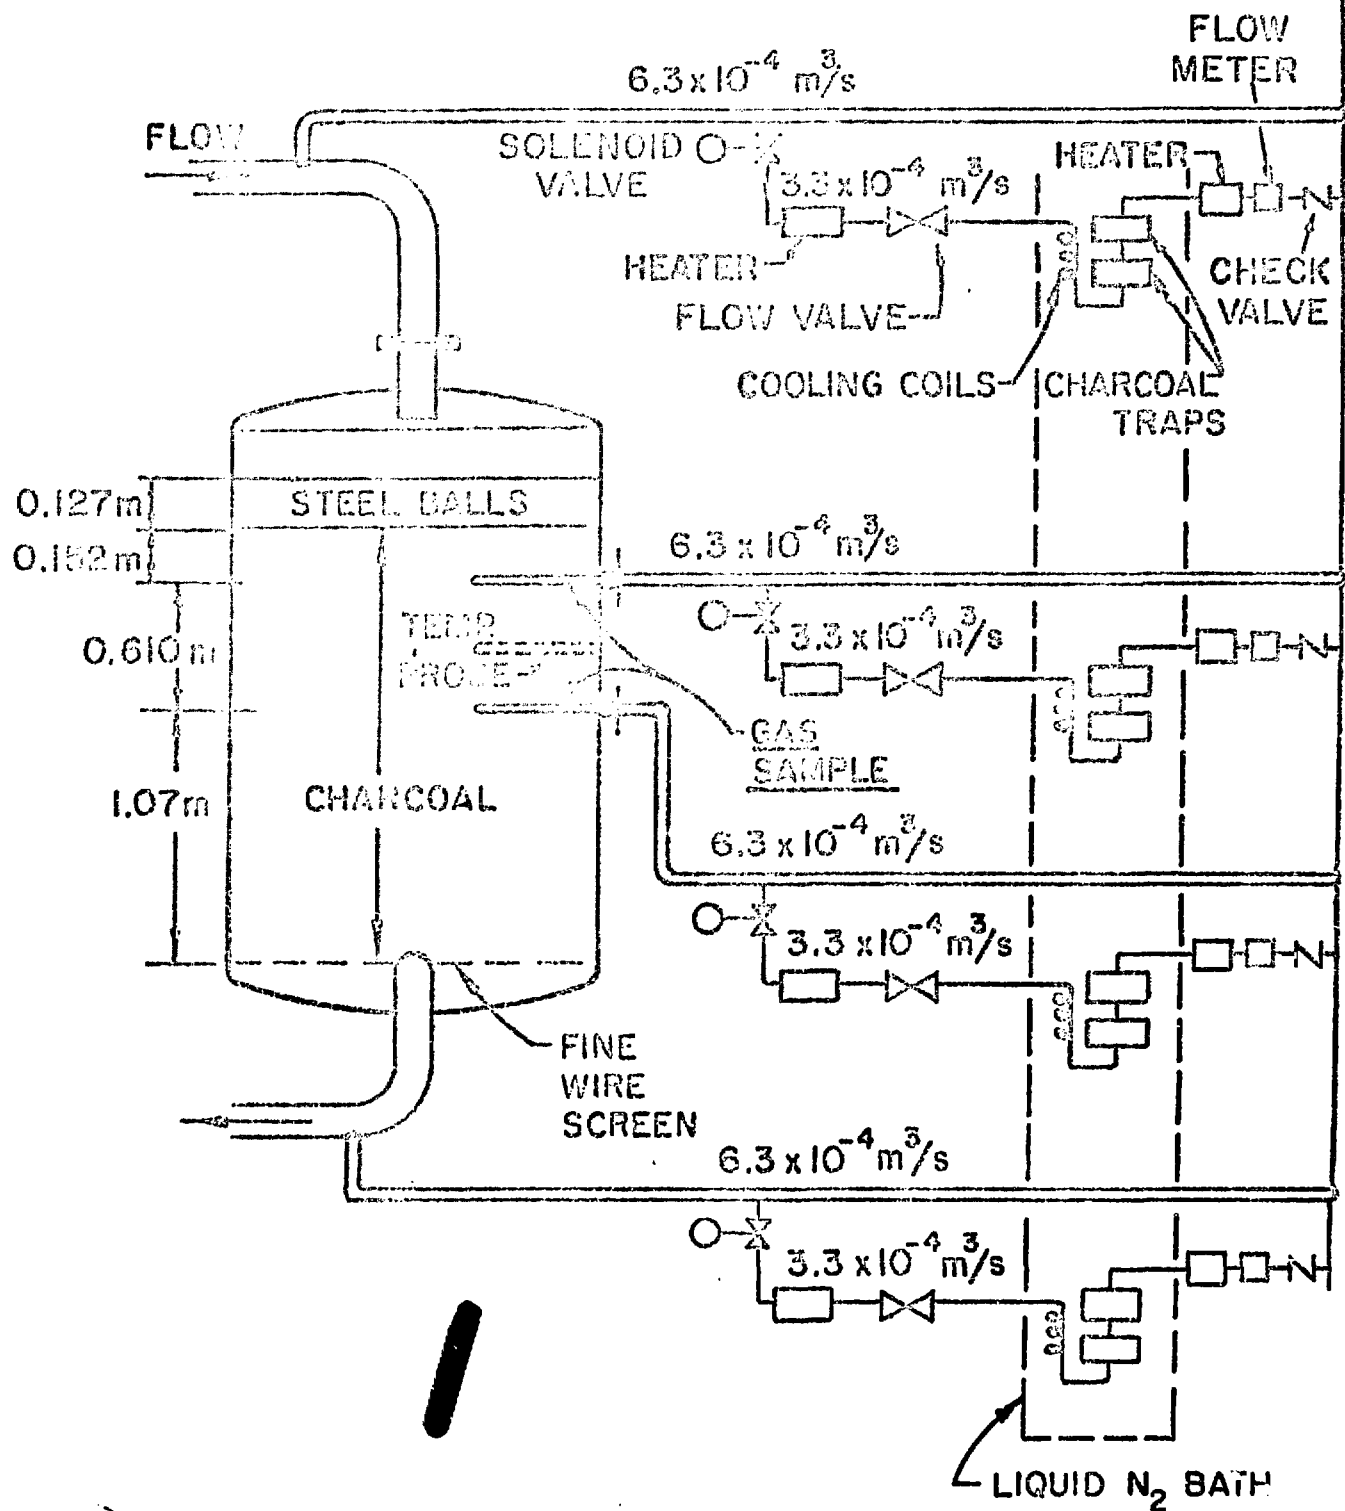 FLOW
METER
6.3 x 10⁻⁴ m³/s
FLOW
SOLENOID
VALVE
HEATER
3.3 x 10⁻⁴ m³/s
HEATER
CHECK
VALVE
FLOW VALVE
COOLING COILS
CHARCOAL
TRAPS
0.127m
STEEL BALLS
0.152m
6.3 x 10⁻⁴ m³/s
TEMP
PROBE
3.3 x 10⁻⁴ m³/s
0.610m
GAS
SAMPLE
1.07m
CHARCOAL
6.3 x 10⁻⁴ m³/s
3.3 x 10⁻⁴ m³/s
FINE
WIRE
SCREEN
6.3 x 10⁻⁴ m³/s
3.3 x 10⁻⁴ m³/s
LIQUID N₂ BATH